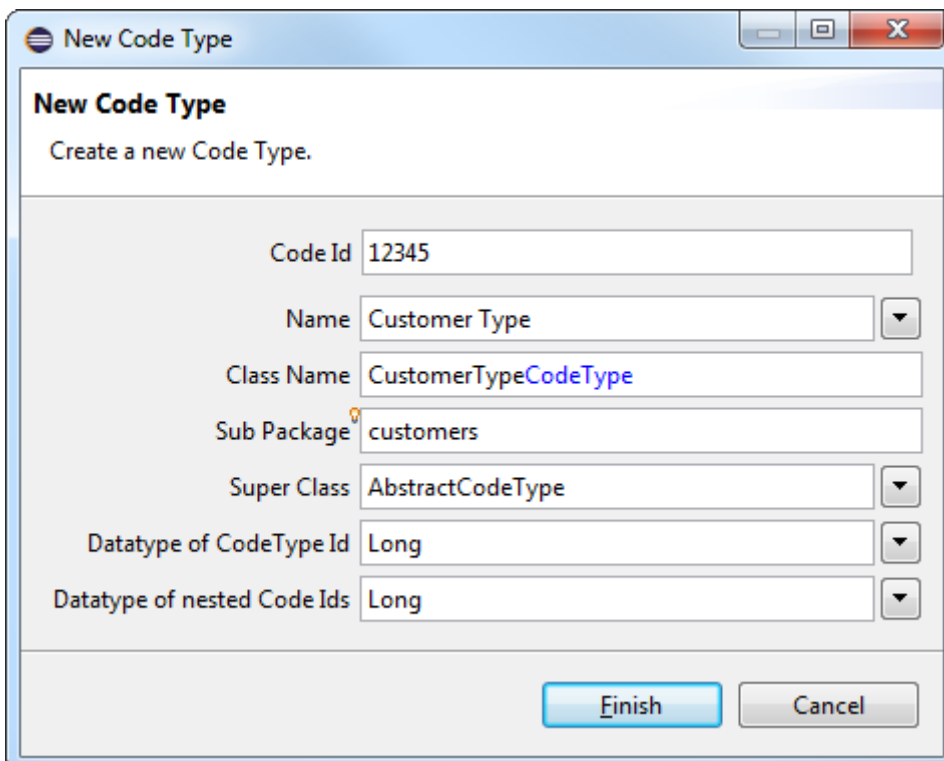 New Code Type
New Code Type
Create a new Code Type.
Code Id 12345
Name Customer Type
Class Name CustomerTypeCodeType
Sub Package customers
Super Class AbstractCodeType
Datatype of CodeType Id Long
Datatype of nested Code Ids Long
Finish Cancel